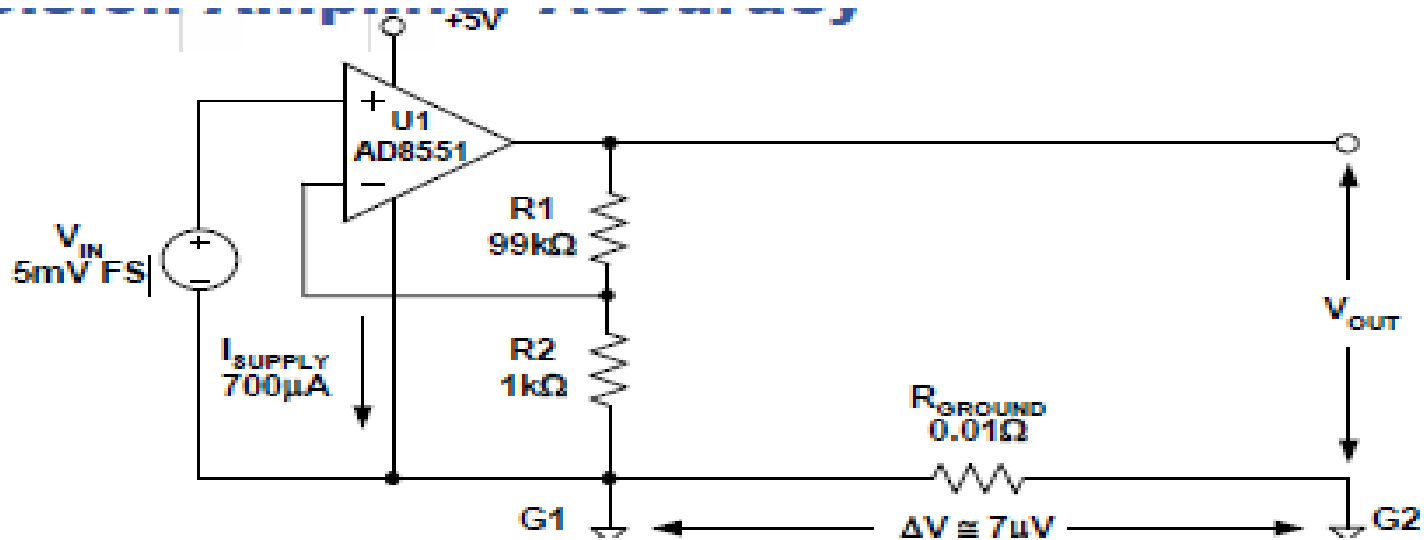 +5V
+
U1
AD8551
−
R1
99kΩ
V_IN
5mV FS
+
−
I_SUPPLY
700µA
R2
1kΩ
R_GROUND
0.01Ω
V_OUT
G1
ΔV ≅ 7µV
G2